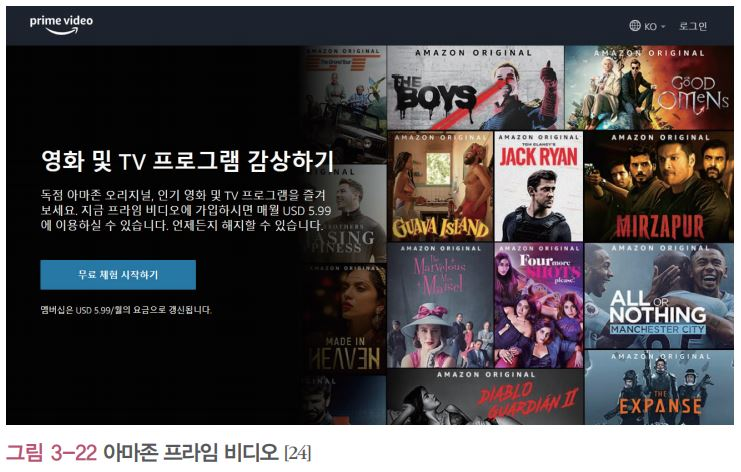 prime video
KO
로그인
영화 및 TV 프로그램 감상하기
독점 아마존 오리지널, 인기 영화 및 TV 프로그램을 즐겨
보세요. 지금 프라임 비디오에 가입하시면 매월 USD 5.99
에 이용하실 수 있습니다. 언제든지 해지할 수 있습니다.
무료 체험 시작하기
멤버십은 USD 5.99/월의 요금으로 갱신됩니다.
The Grand Tour
AMAZON ORIGINAL
THE BOYS
AMAZON ORIGINAL
GOOD OMENS
AMAZON ORIGINAL
GUAVA ISLAND
AMAZON ORIGINAL
TOM CLANCY'S
JACK RYAN
AMAZON ORIGINAL
MIRZAPUR
MADE IN
HEAVEN
AMAZON ORIGINAL
The
Marvelous
Mrs
Maisel
AMAZON ORIGINAL
Four more
SHOTS
please!
AMAZON ORIGINAL
ALL OR
NOTHING
MANCHESTER CITY
AMAZON ORIGINAL
DIABLO
GUARDIÁN II
AMAZON ORIGINAL
THE
EXPANSE
그림 3-22 아마존 프라임 비디오 [24]